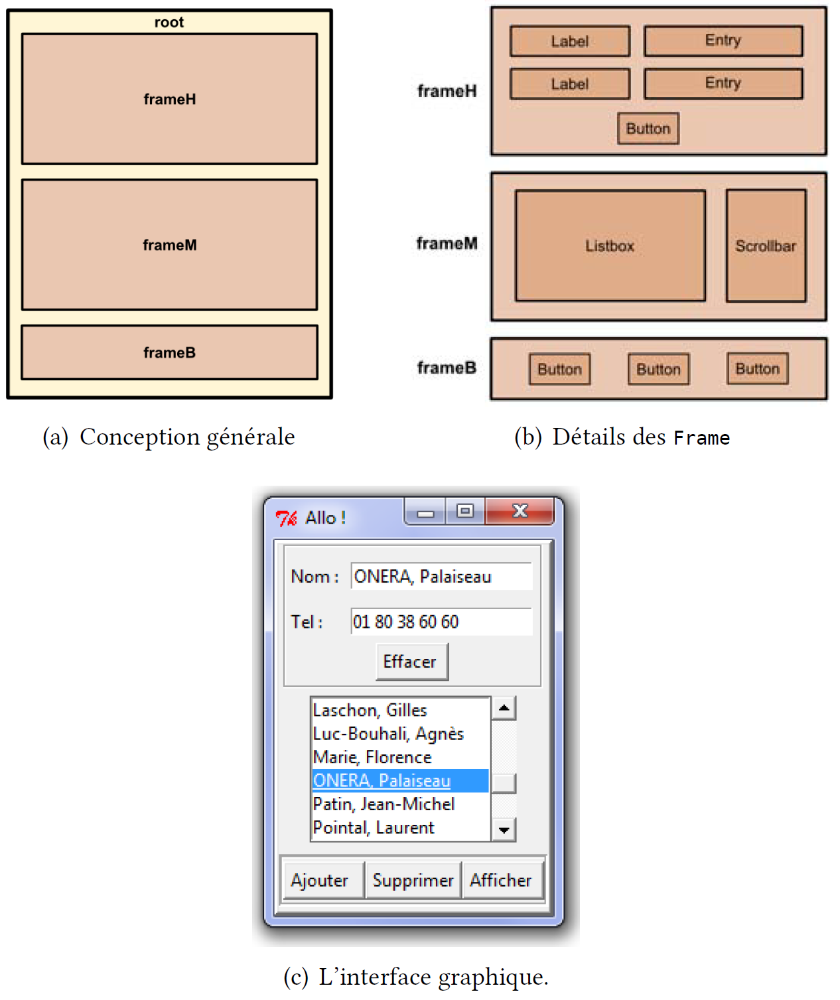 root
frameH
frameM
frameB
frameH
Label Entry
Label Entry
Button
frameM
Listbox Scrollbar
frameB
Button Button Button
(a) Conception générale
(b) Détails des Frame
Allo !
Nom : ONERA, Palaiseau
Tel : 01 80 38 60 60
Effacer
Laschon, Gilles
Luc-Bouhali, Agnès
Marie, Florence
ONERA, Palaiseau
Patin, Jean-Michel
Pointal, Laurent
Ajouter Supprimer Afficher
(c) L'interface graphique.